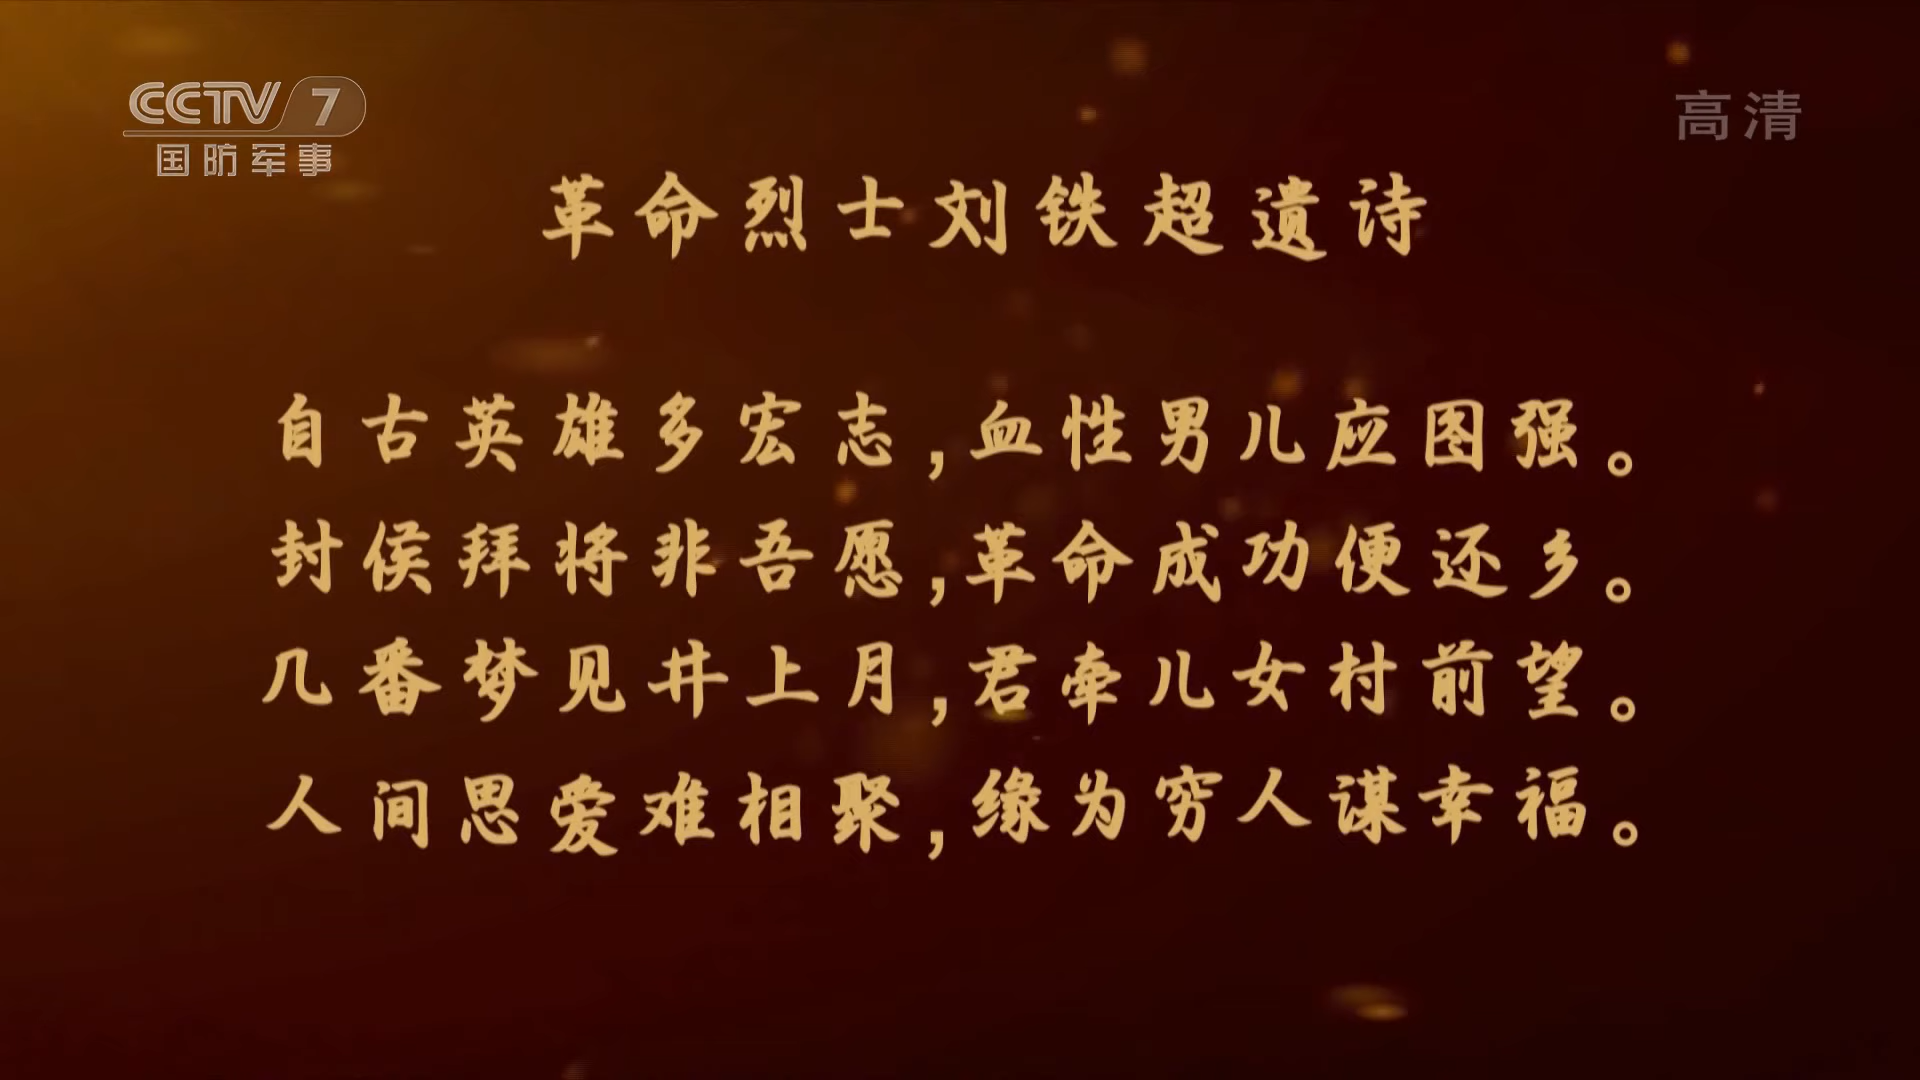 CCTV 7
国防军事
高清
革命烈士刘铁超遗诗
自古英雄多宏志,血性男儿应图强。
封侯拜将非吾愿,革命成功便还乡。
几番梦见井上月,君牵儿女村前望。
人间恩爱难相聚,缘为穷人谋幸福。